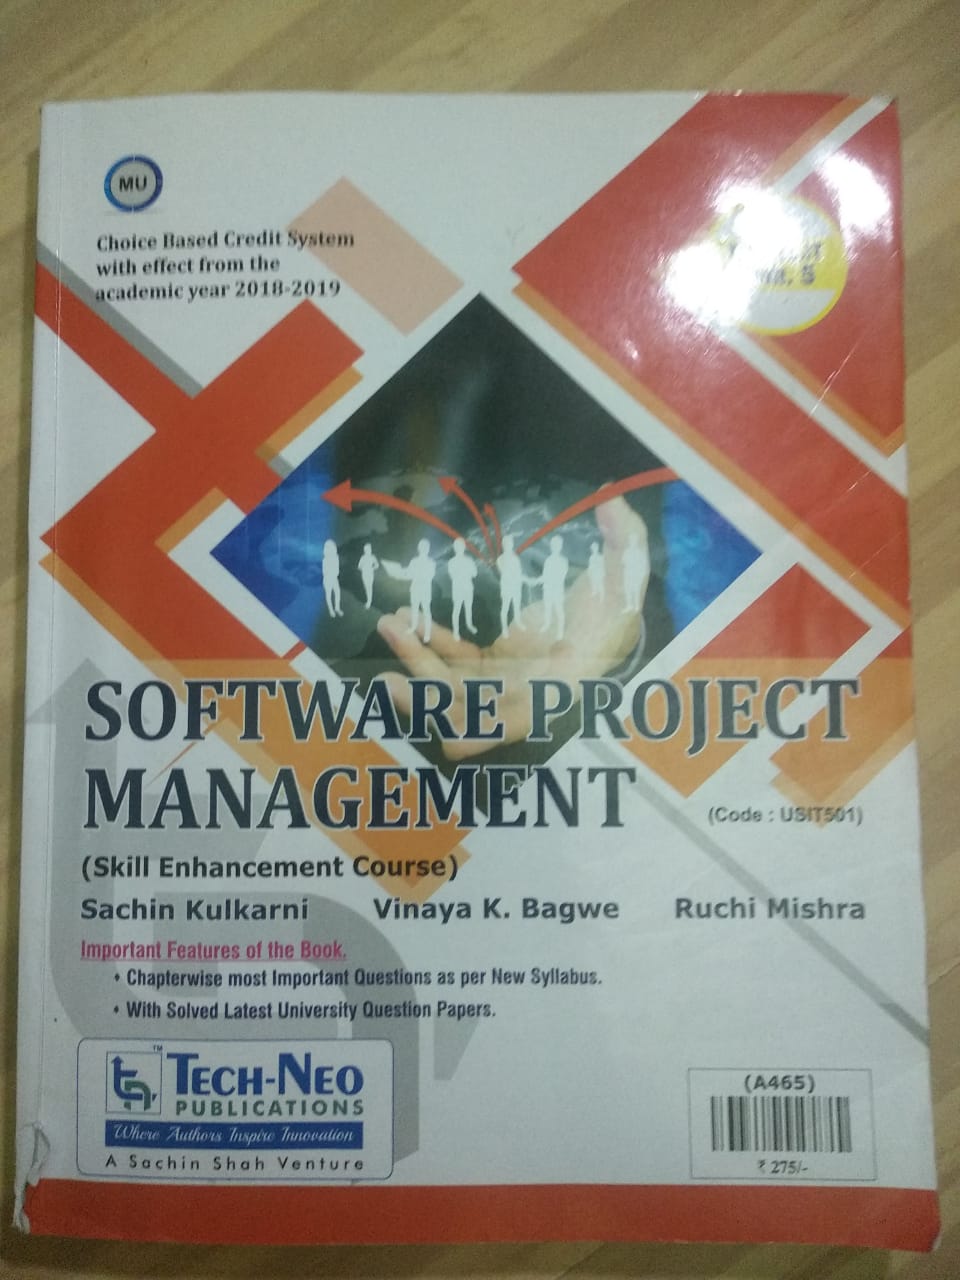 MU
Choice Based Credit System
with effect from the
academic year 2018-2019
5
SOFTWARE PROJECT
MANAGEMENT
(Code : USIT501)
(Skill Enhancement Course)
Sachin Kulkarni Vinaya K. Bagwe Ruchi Mishra
Important Features of the Book.
• Chapterwise most Important Questions as per New Syllabus.
• With Solved Latest University Question Papers.
TECH-NEO
PUBLICATIONS
Where Authors Inspire Innovation
A Sachin Shah Venture
(A465)
₹ 275/-